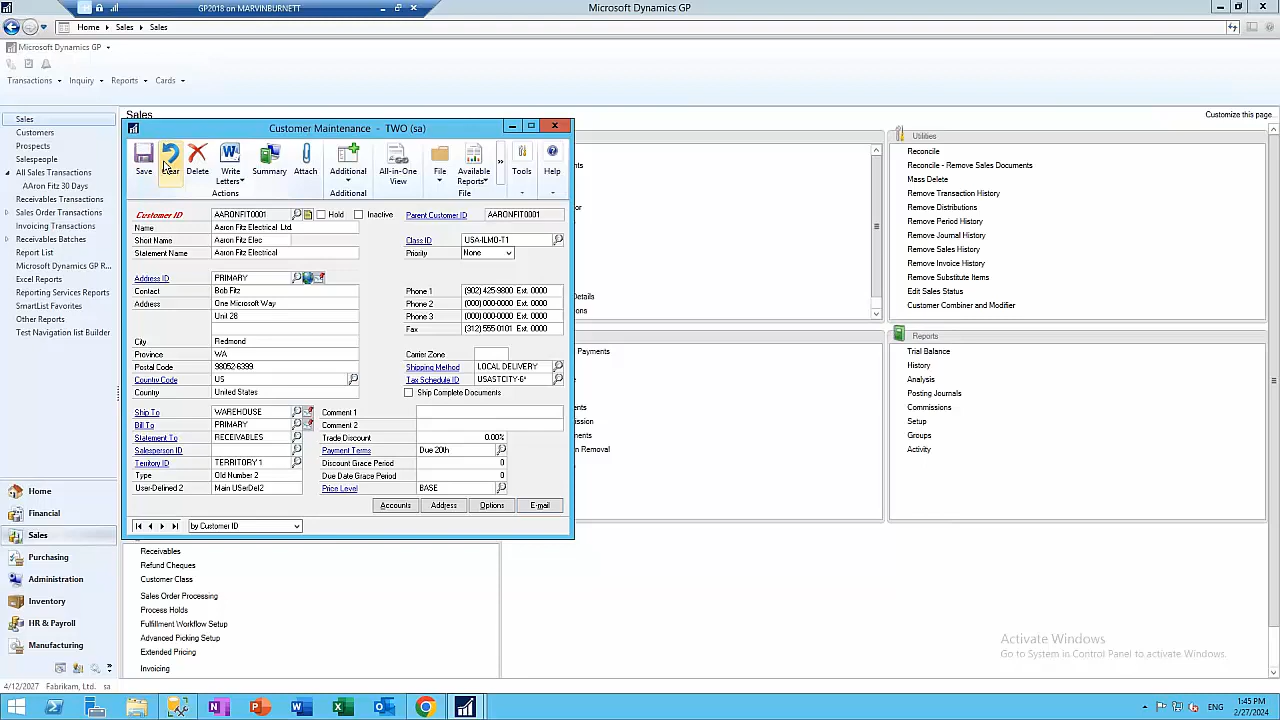 GP2018 on MARVINBURNETT
Microsoft Dynamics GP
Home Sales Sales
Microsoft Dynamics GP
Transactions Inquiry Reports Cards
Sales
Customize this page...
Sales
Customers
Prospects
Salespeople
All Sales Transactions
AAron Fitz 30 Days
Receivables Transactions
Sales Order Transactions
Invoicing Transactions
Receivables Batches
Report List
Microsoft Dynamics GP R...
Excel Reports
Reporting Services Reports
SmartList Favorites
Other Reports
Test Navigation list Builder
Home
Financial
Sales
Purchasing
Administration
Inventory
HR & Payroll
Manufacturing
Customer Maintenance - TWO (sa)
Save
Clear
Delete
Write Letters
Summary
Attach
Additional
All-in-One View
File
Available Reports
Tools
Help
Actions
Additional
File
Customer ID AARONFIT0001 Hold Inactive Parent Customer ID AARONFIT0001
Name Aaron Fitz Electrical Ltd.
Short Name Aaron Fitz Elec Class ID USA-ILMO-T1
Statement Name Aaron Fitz Electrical Priority None
Address ID PRIMARY
Contact Bob Fitz Phone 1 (902) 425-9800 Ext. 0000
Address One Microsoft Way Phone 2 (000) 000-0000 Ext. 0000
Unit 28 Phone 3 (000) 000-0000 Ext. 0000
Fax (312) 555-0101 Ext. 0000
City Redmond
Province WA Carrier Zone
Postal Code 98052-6399 Shipping Method LOCAL DELIVERY
Country Code US Tax Schedule ID USASTCITY-6*
Country United States Ship Complete Documents
Ship To WAREHOUSE Comment 1
Bill To PRIMARY Comment 2
Statement To RECEIVABLES Trade Discount 0.00%
Salesperson ID Payment Terms Due 20th
Territory ID TERRITORY 1 Discount Grace Period 0
Type Old Number 2 Due Date Grace Period 0
User-Defined 2 Main USerDel2 Price Level BASE
Accounts Address Options E-mail
by Customer ID
Details
Payments
Removal
Receivables
Refund Cheques
Customer Class
Sales Order Processing
Process Holds
Fulfillment Workflow Setup
Advanced Picking Setup
Extended Pricing
Invoicing
Utilities
Reconcile
Reconcile - Remove Sales Documents
Mass Delete
Remove Transaction History
Remove Distributions
Remove Period History
Remove Journal History
Remove Sales History
Remove Invoice History
Remove Substitute Items
Edit Sales Status
Customer Combiner and Modifier
Reports
Trial Balance
History
Analysis
Posting Journals
Commissions
Setup
Groups
Activity
Activate Windows
Go to System in Control Panel to activate Windows.
4/12/2027 Fabrikam, Ltd. sa
ENG
1:45 PM
2/27/2024